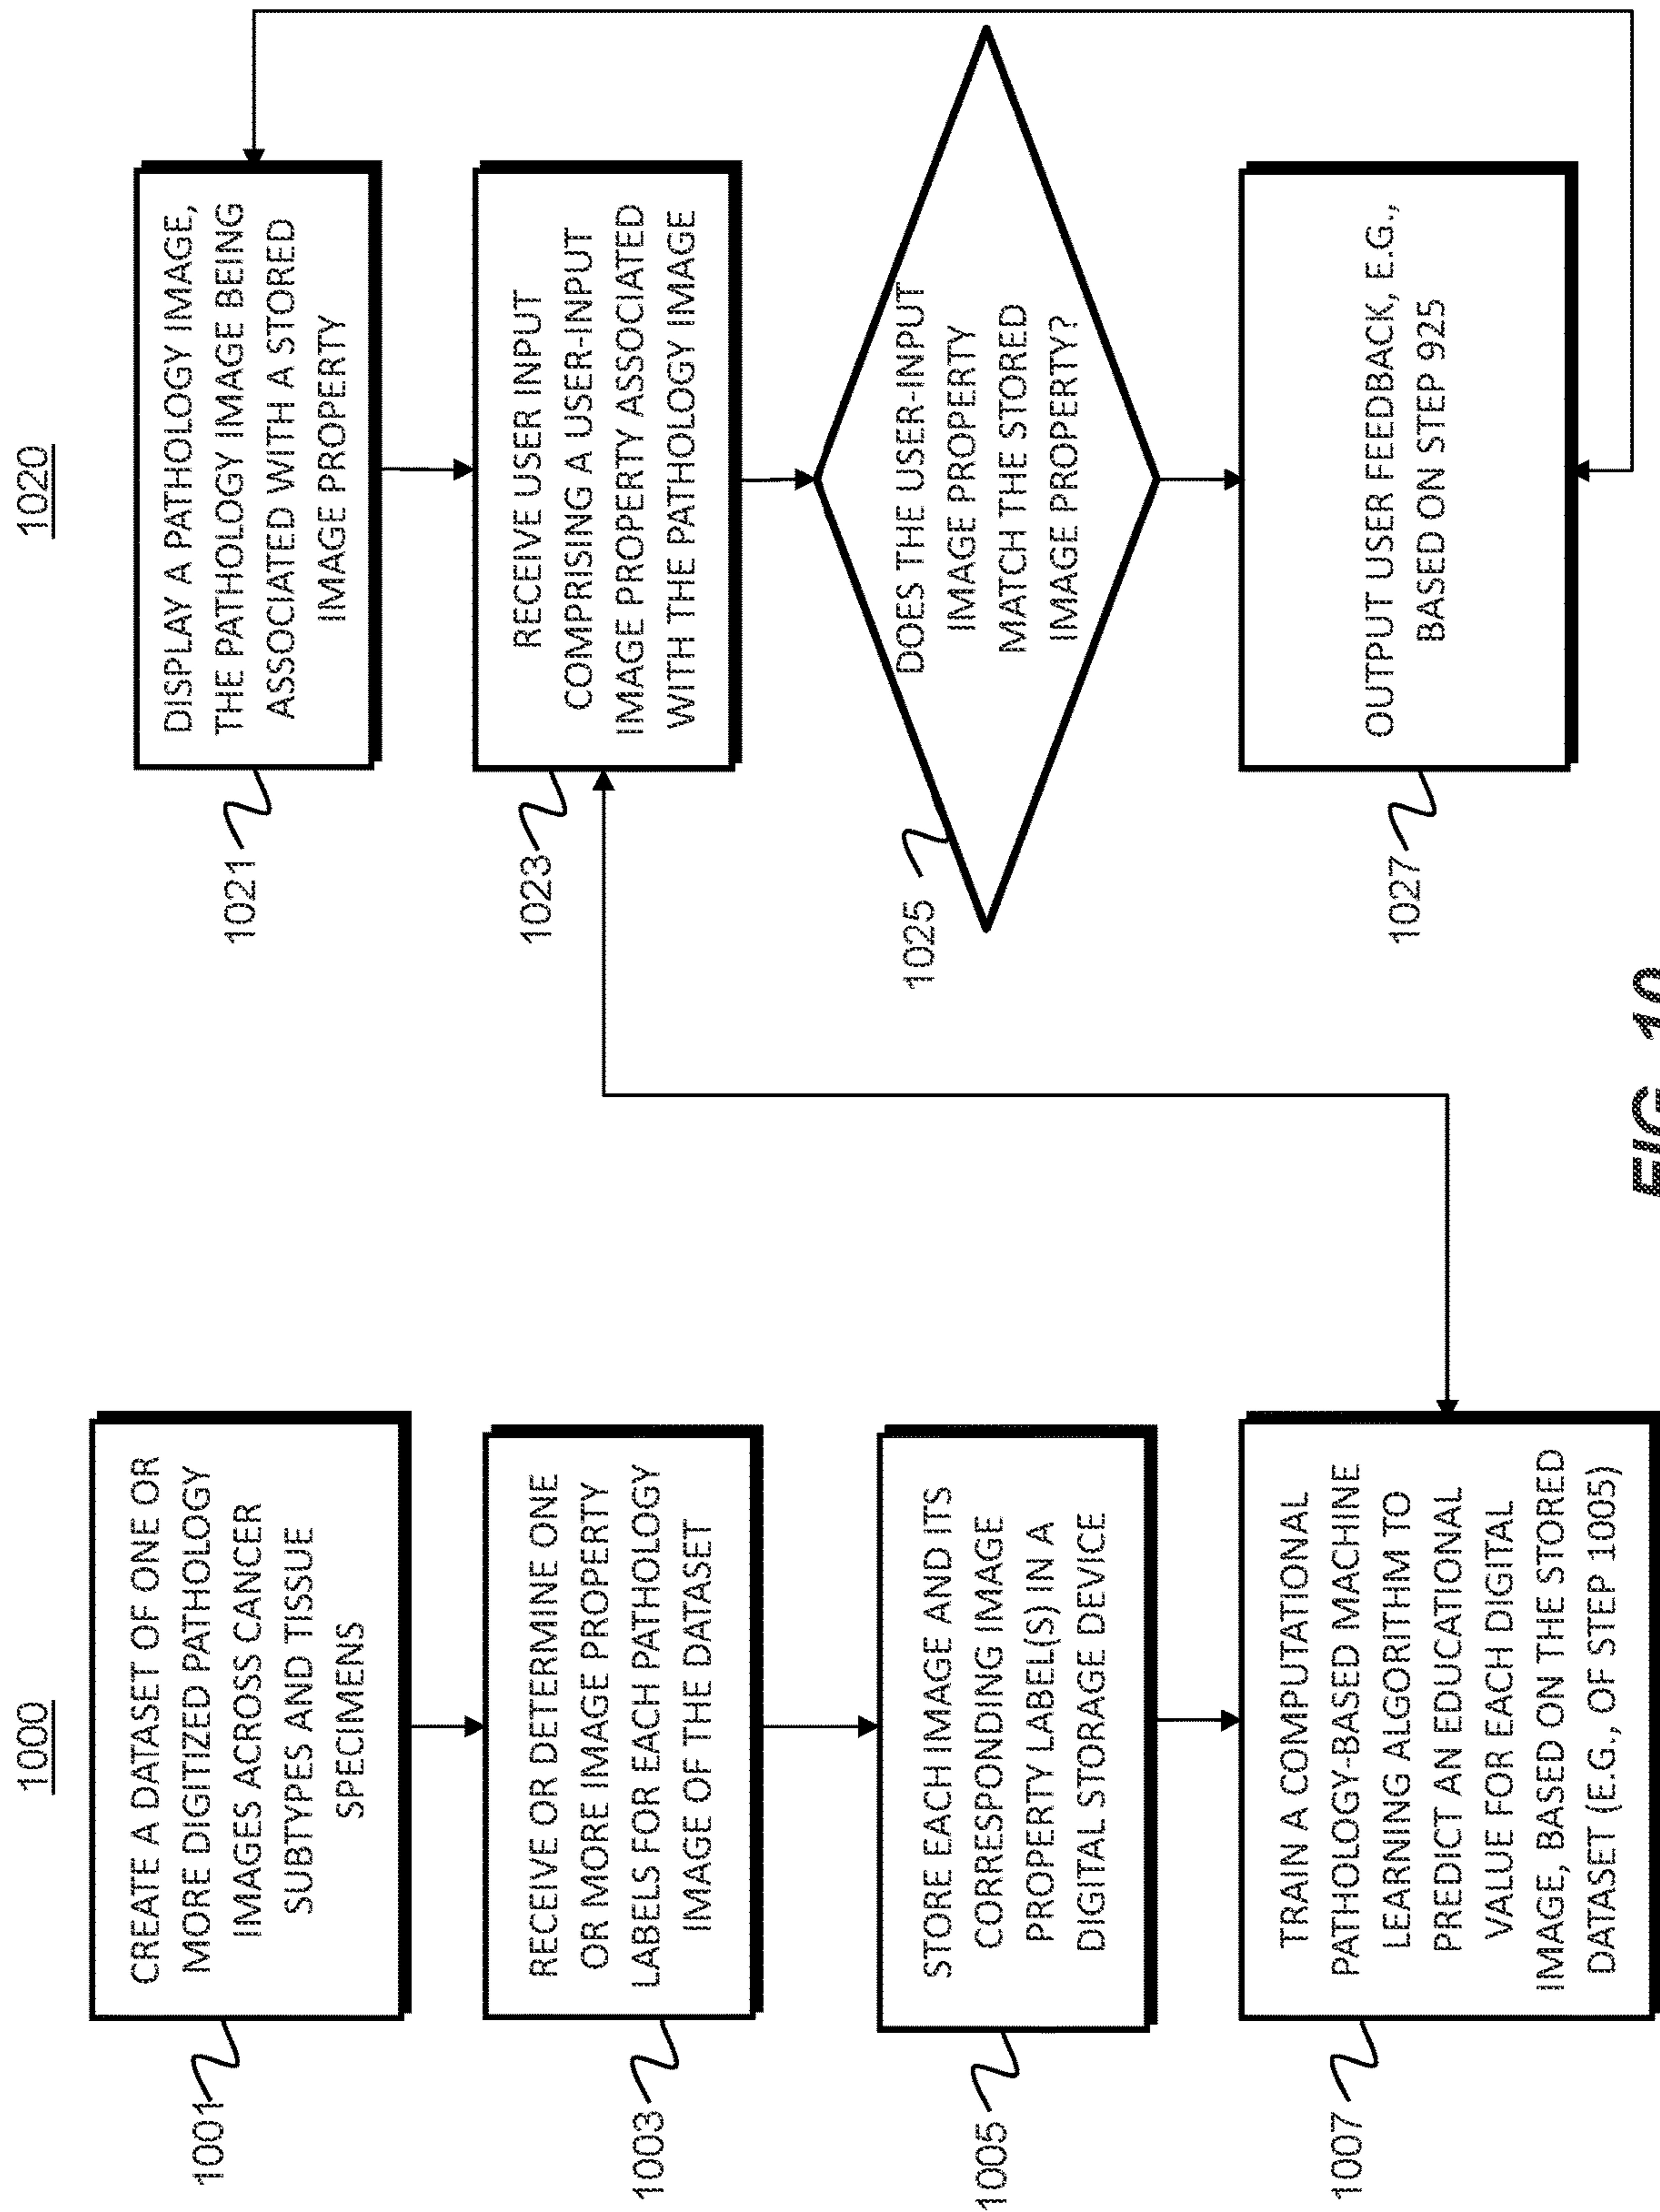 1000
1001
CREATE A DATASET OF ONE OR
MORE DIGITIZED PATHOLOGY
IMAGES ACROSS CANCER
SUBTYPES AND TISSUE
SPECIMENS
1003
RECEIVE OR DETERMINE ONE
OR MORE IMAGE PROPERTY
LABELS FOR EACH PATHOLOGY
IMAGE OF THE DATASET
1005
STORE EACH IMAGE AND ITS
CORRESPONDING IMAGE
PROPERTY LABEL(S) IN A
DIGITAL STORAGE DEVICE
1007
TRAIN A COMPUTATIONAL
PATHOLOGY-BASED MACHINE
LEARNING ALGORITHM TO
PREDICT AN EDUCATIONAL
VALUE FOR EACH DIGITAL
IMAGE, BASED ON THE STORED
DATASET (E.G., OF STEP 1005)
1020
1021
DISPLAY A PATHOLOGY IMAGE,
THE PATHOLOGY IMAGE BEING
ASSOCIATED WITH A STORED
IMAGE PROPERTY
1023
RECEIVE USER INPUT
COMPRISING A USER-INPUT
IMAGE PROPERTY ASSOCIATED
WITH THE PATHOLOGY IMAGE
1025
DOES THE USER-INPUT
IMAGE PROPERTY
MATCH THE STORED
IMAGE PROPERTY?
1027
OUTPUT USER FEEDBACK, E.G.,
BASED ON STEP 925
FIG. 10